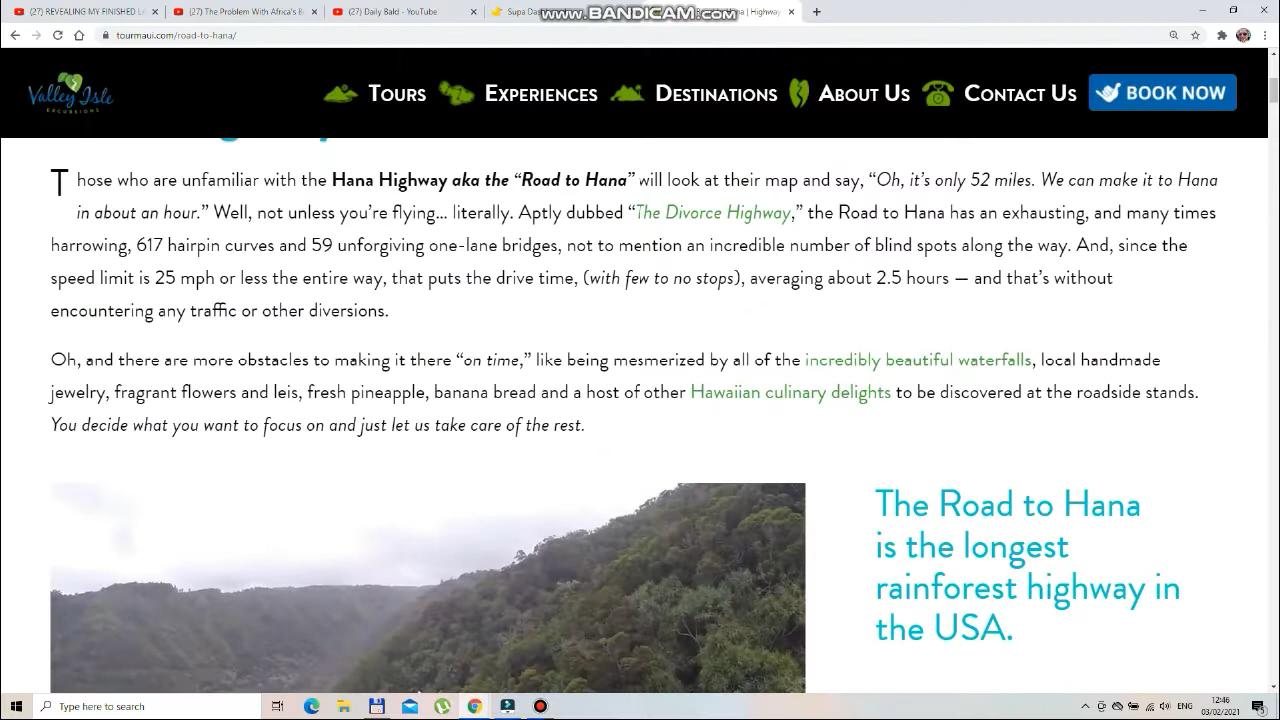 (27) REVEALING MY FINISHED L
(27) The Problem With Africa's B
(27) Daily Bald - YouTube
Supa Das
www.BANDICAM.com
Highway
tourmaui.com/road-to-hana/
Valley Isle
EXCURSIONS
TOURS
EXPERIENCES
DESTINATIONS
ABOUT US
CONTACT US
BOOK NOW
Those who are unfamiliar with the Hana Highway aka the “Road to Hana” will look at their map and say, “Oh, it’s only 52 miles. We can make it to Hana
in about an hour.” Well, not unless you’re flying… literally. Aptly dubbed “The Divorce Highway,” the Road to Hana has an exhausting, and many times
harrowing, 617 hairpin curves and 59 unforgiving one-lane bridges, not to mention an incredible number of blind spots along the way. And, since the
speed limit is 25 mph or less the entire way, that puts the drive time, (with few to no stops), averaging about 2.5 hours — and that’s without
encountering any traffic or other diversions.
Oh, and there are more obstacles to making it there “on time,” like being mesmerized by all of the incredibly beautiful waterfalls, local handmade
jewelry, fragrant flowers and leis, fresh pineapple, banana bread and a host of other Hawaiian culinary delights to be discovered at the roadside stands.
You decide what you want to focus on and just let us take care of the rest.
The Road to Hana
is the longest
rainforest highway in
the USA.
Type here to search
ENG
12:46
03/02/2021